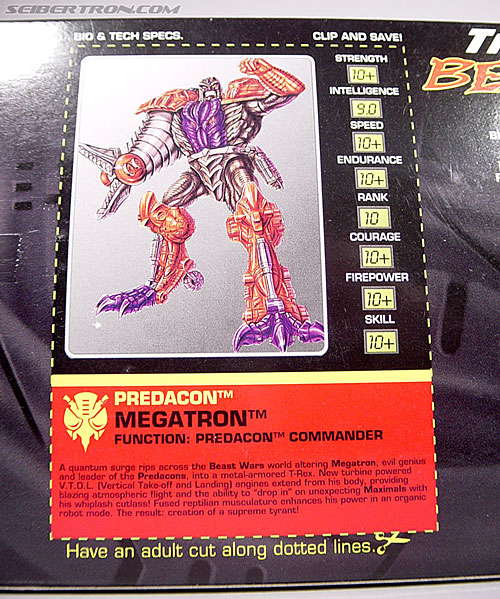 SEIBERTRON.COM
BIO & TECH SPECS.
CLIP AND SAVE!
STRENGTH
10+
INTELLIGENCE
9.0
SPEED
10+
ENDURANCE
10+
RANK
10
COURAGE
10+
FIREPOWER
10+
SKILL
10+
PREDACON™
MEGATRON™
FUNCTION: PREDACON™ COMMANDER
A quantum surge rips across the Beast Wars world altering Megatron, evil genius
and leader of the Predacons, into a metal-armored T-Rex. New turbine powered
V.T.O.L. (Vertical Take-off and Landing) engines extend from his body, providing
blazing atmospheric flight and the ability to "drop in" on unexpecting Maximals with
his whiplash cutlass! Fused reptilian musculature enhances his power in an organic
robot mode. The result: creation of a supreme tyrant!
Have an adult cut along dotted lines.